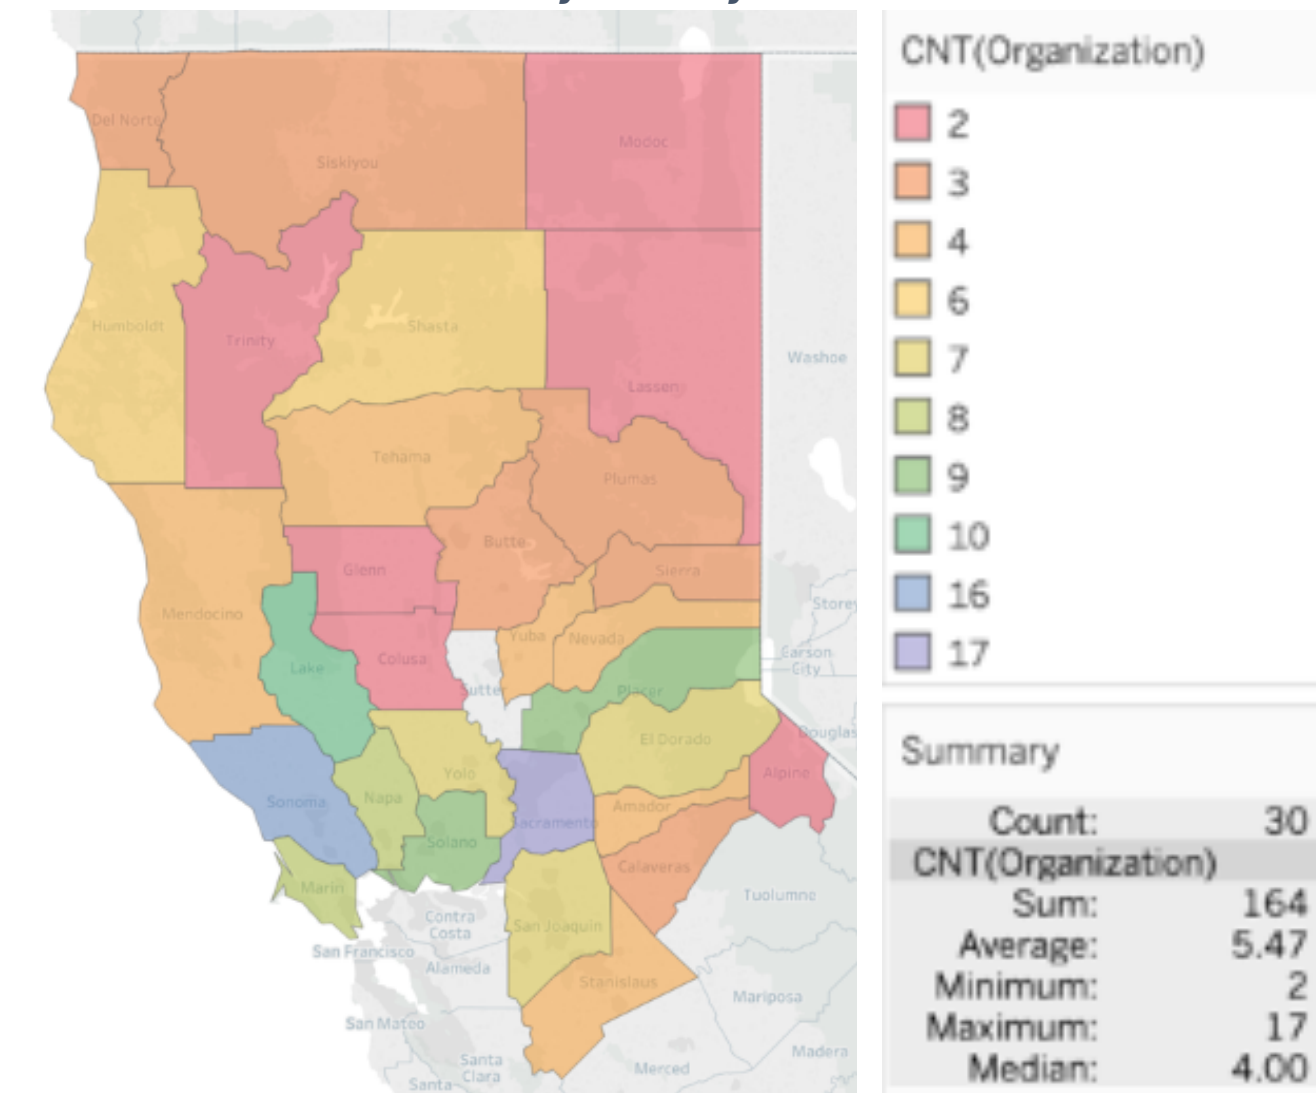 Del Norte
Siskiyou
Modoc
Humboldt
Trinity
Shasta
Lassen
Washoe
Tehama
Plumas
Butte
Glenn
Sierra
Mendocino
Storey
Yuba
Nevada
Lake
Colusa
Carson
City
Sutter
Placer
Douglas
El Dorado
Yolo
Alpine
Sonoma
Napa
Amador
Sacramento
Solano
Calaveras
Marin
Tuolumne
Contra
Costa
San Joaquin
San Francisco
Alameda
Stanislaus
Mariposa
San Mateo
Santa
Clara
Merced
Madera
Santa
CNT(Organization)
2
3
4
6
7
8
9
10
16
17
Summary
Count: 30
CNT(Organization)
Sum: 164
Average: 5.47
Minimum: 2
Maximum: 17
Median: 4.00